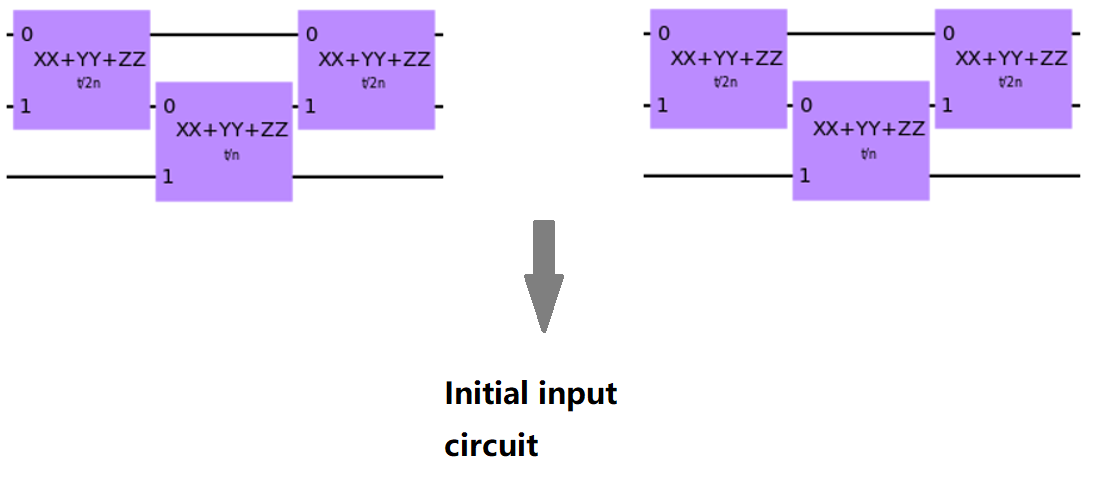 0 0 0 0
XX+YY+ZZ XX+YY+ZZ XX+YY+ZZ XX+YY+ZZ
t/2n t/2n t/2n t/2n
1 0 1 1 0 1
XX+YY+ZZ XX+YY+ZZ
t/n t/n
1 1
Initial input
circuit